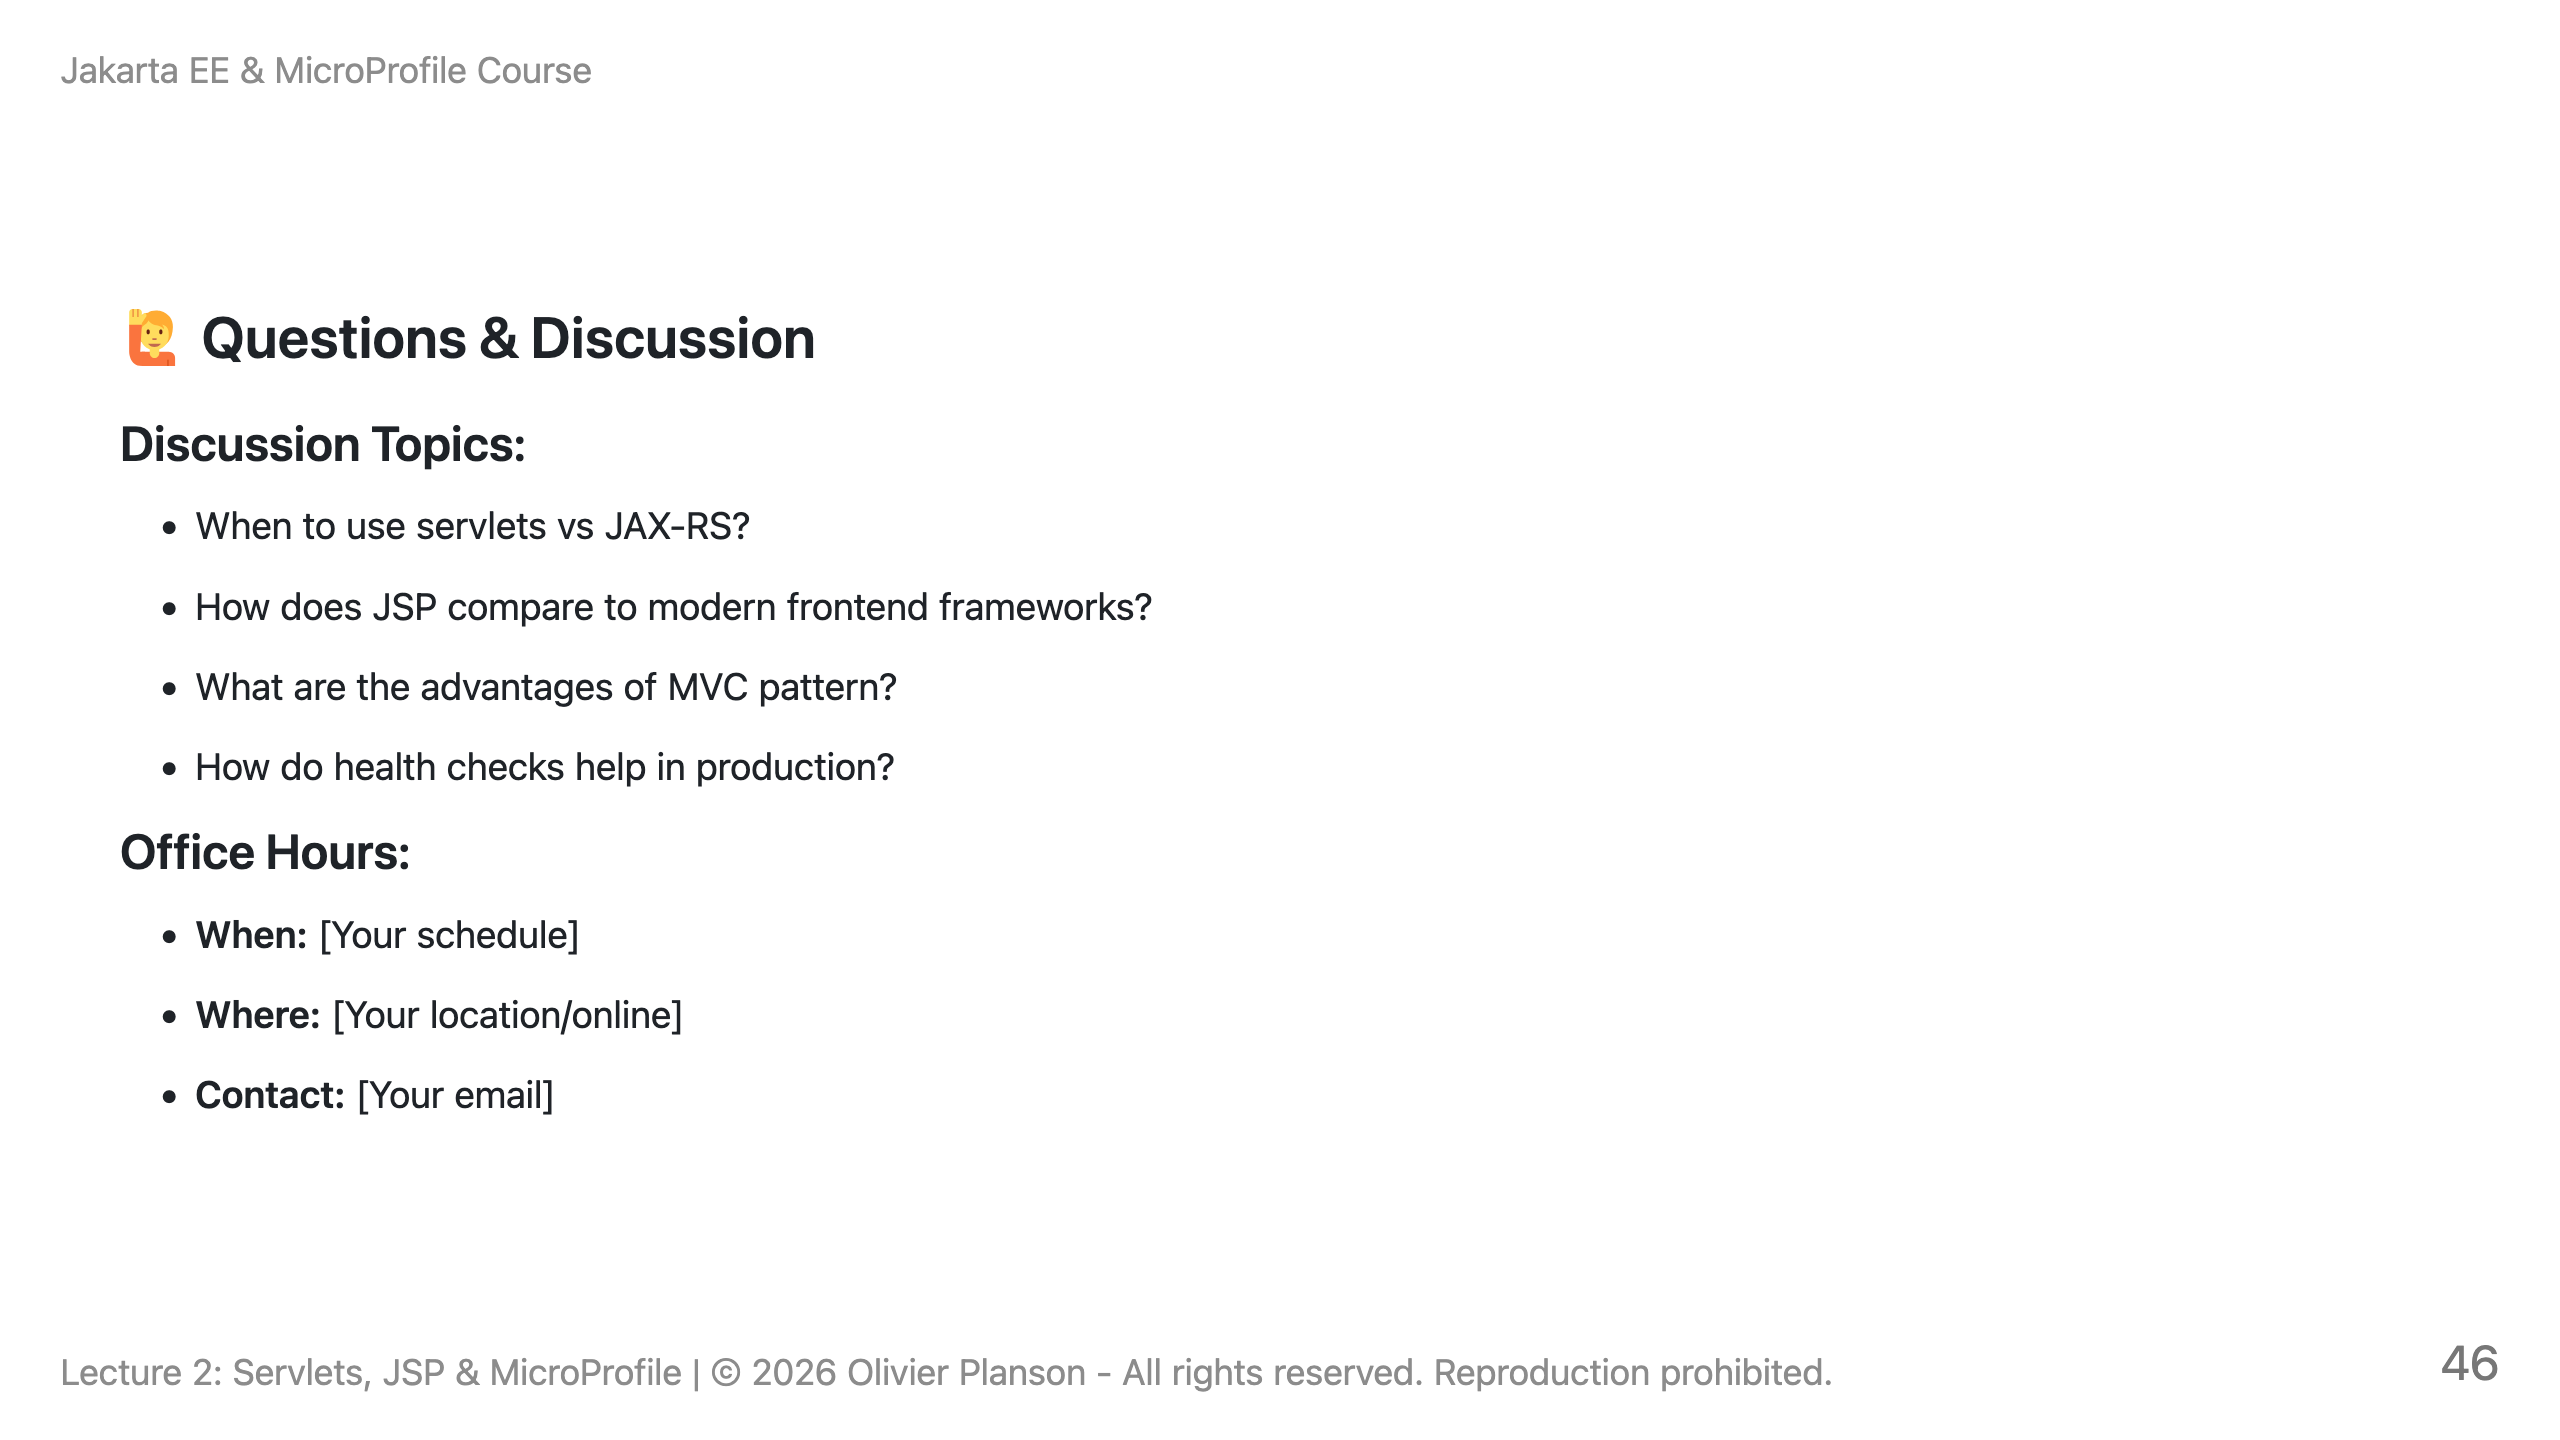 Jakarta EE & MicroProfile Course
🙋 Questions & Discussion
Discussion Topics:
• When to use servlets vs JAX-RS?
• How does JSP compare to modern frontend frameworks?
• What are the advantages of MVC pattern?
• How do health checks help in production?
Office Hours:
• When: [Your schedule]
• Where: [Your location/online]
• Contact: [Your email]
Lecture 2: Servlets, JSP & MicroProfile | © 2026 Olivier Planson - All rights reserved. Reproduction prohibited.
46